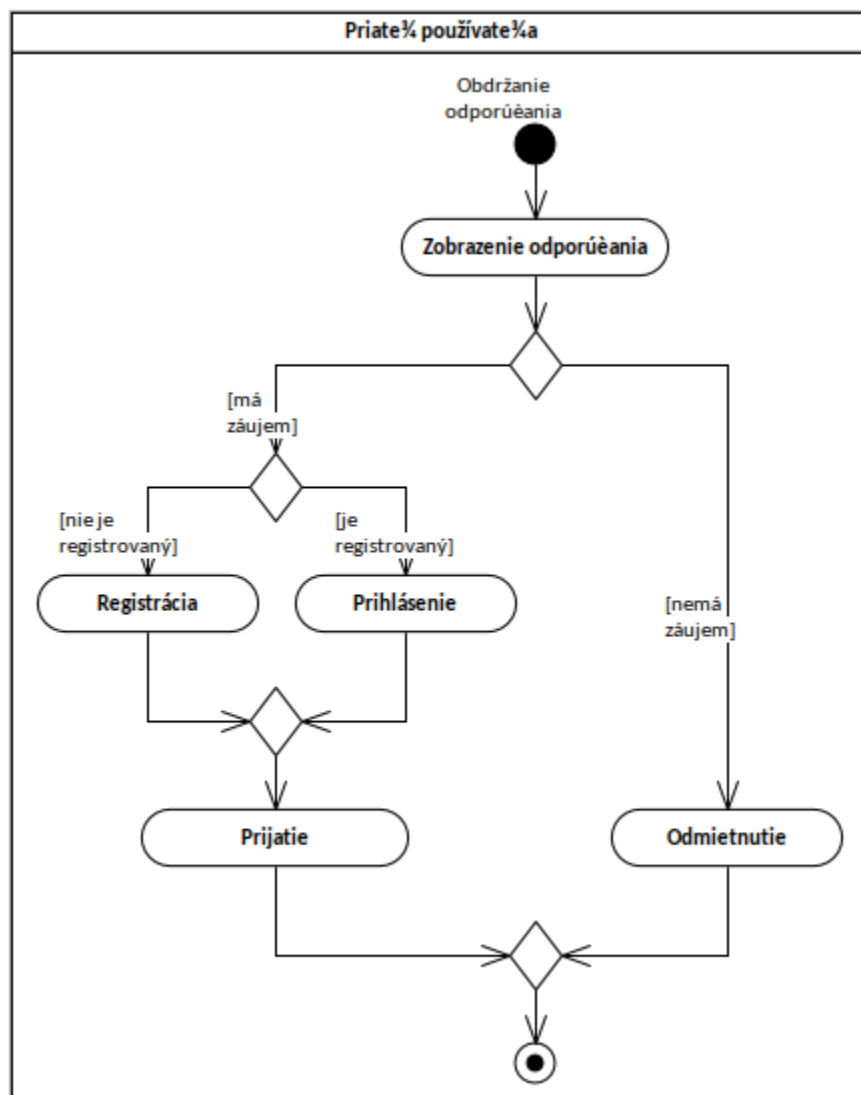 Priate¾ používate¾a
Obdržanie
odporúèania
Zobrazenie odporúèania
[má
záujem]
[nie je
registrovaný]
[je
registrovaný]
Registrácia
Prihlásenie
[nemá
záujem]
Prijatie
Odmietnutie